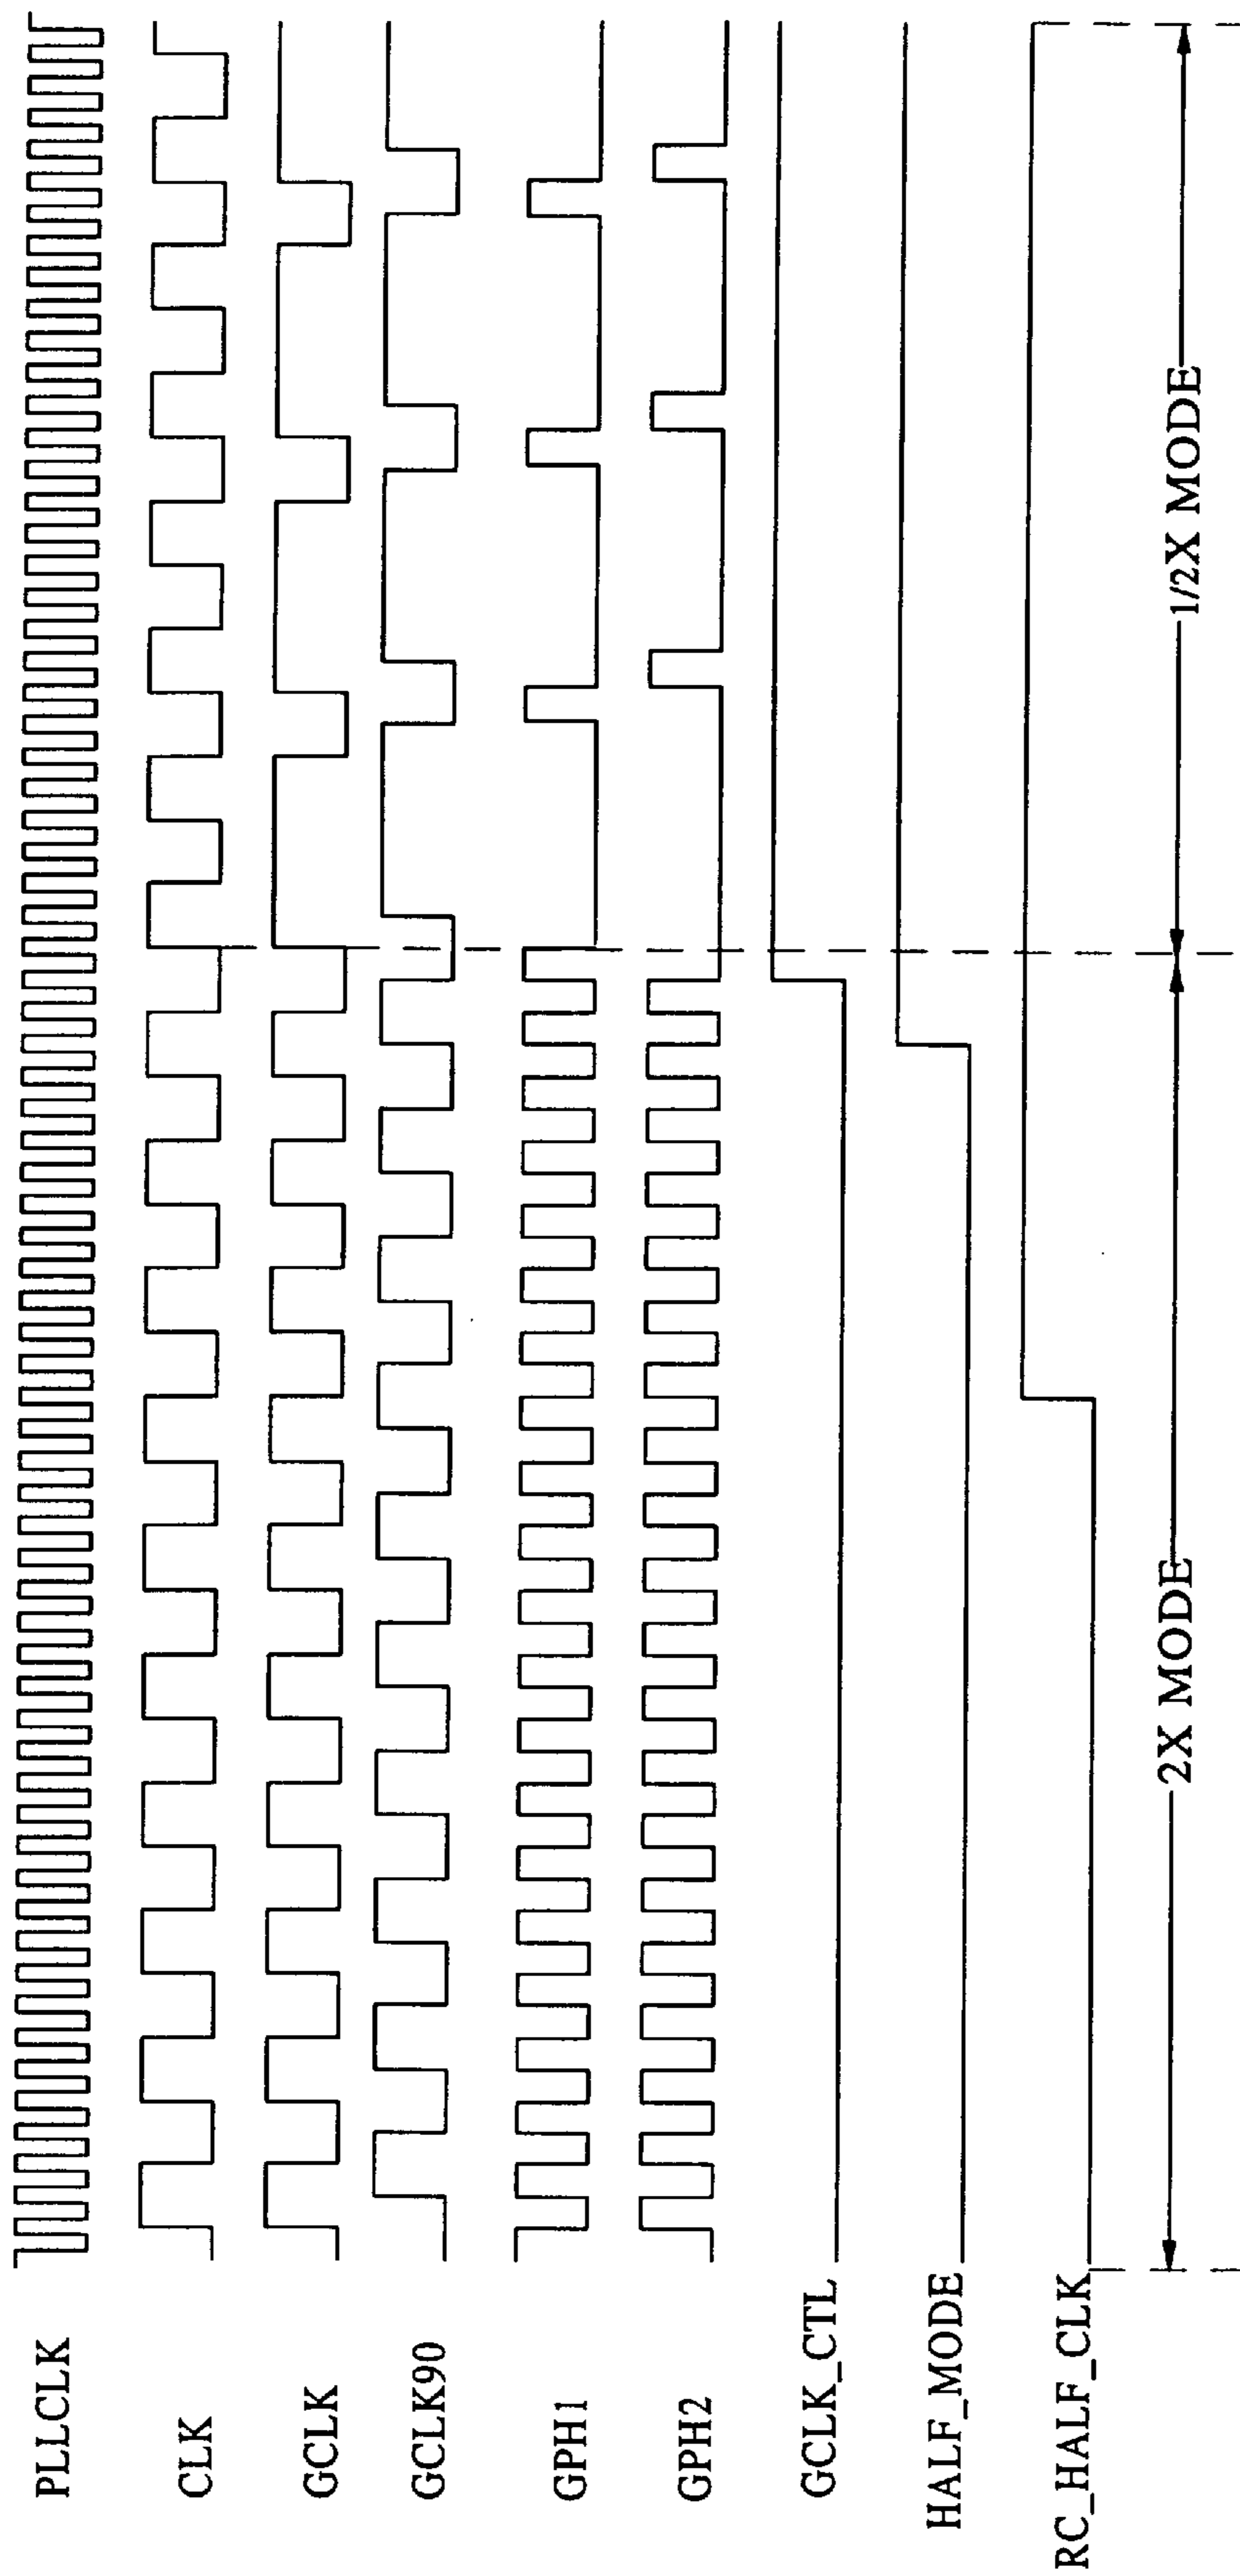 PLLCLK
CLK
GCLK
GCLK90
GPH1
GPH2
GCLK_CTL
HALF_MODE
RC_HALF_CLK
2X MODE
1/2X MODE